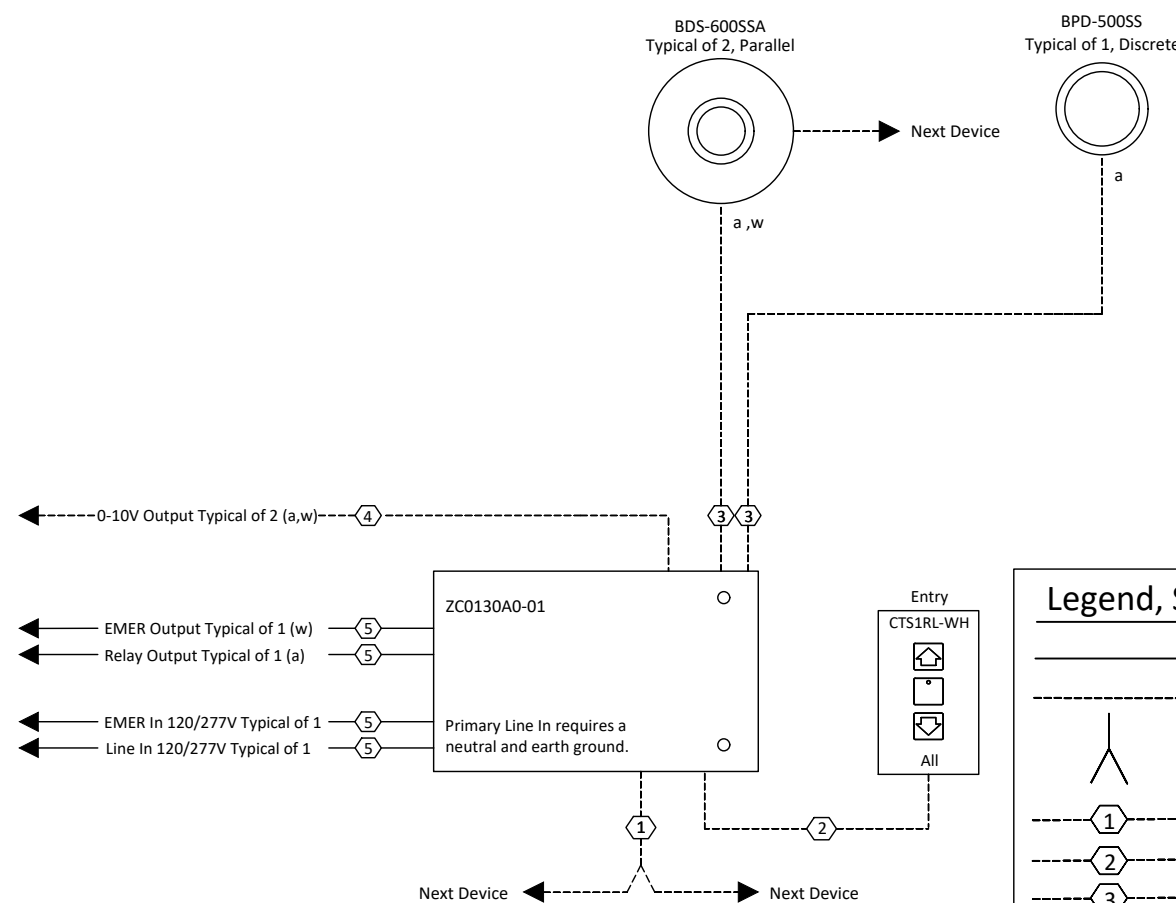 BDS-600SSA
Typical of 2, Parallel
BPD-500SS
Typical of 1, Discrete
Next Device
a ,w
a
0-10V Output Typical of 2 (a,w)
4
3
3
ZC0130A0-01
EMER Output Typical of 1 (w)
5
Relay Output Typical of 1 (a)
5
EMER In 120/277V Typical of 1
5
Line In 120/277V Typical of 1
5
Primary Line In requires a
neutral and earth ground.
Entry
CTS1RL-WH
All
1
2
Next Device
Next Device
Legend, S
1
2
3